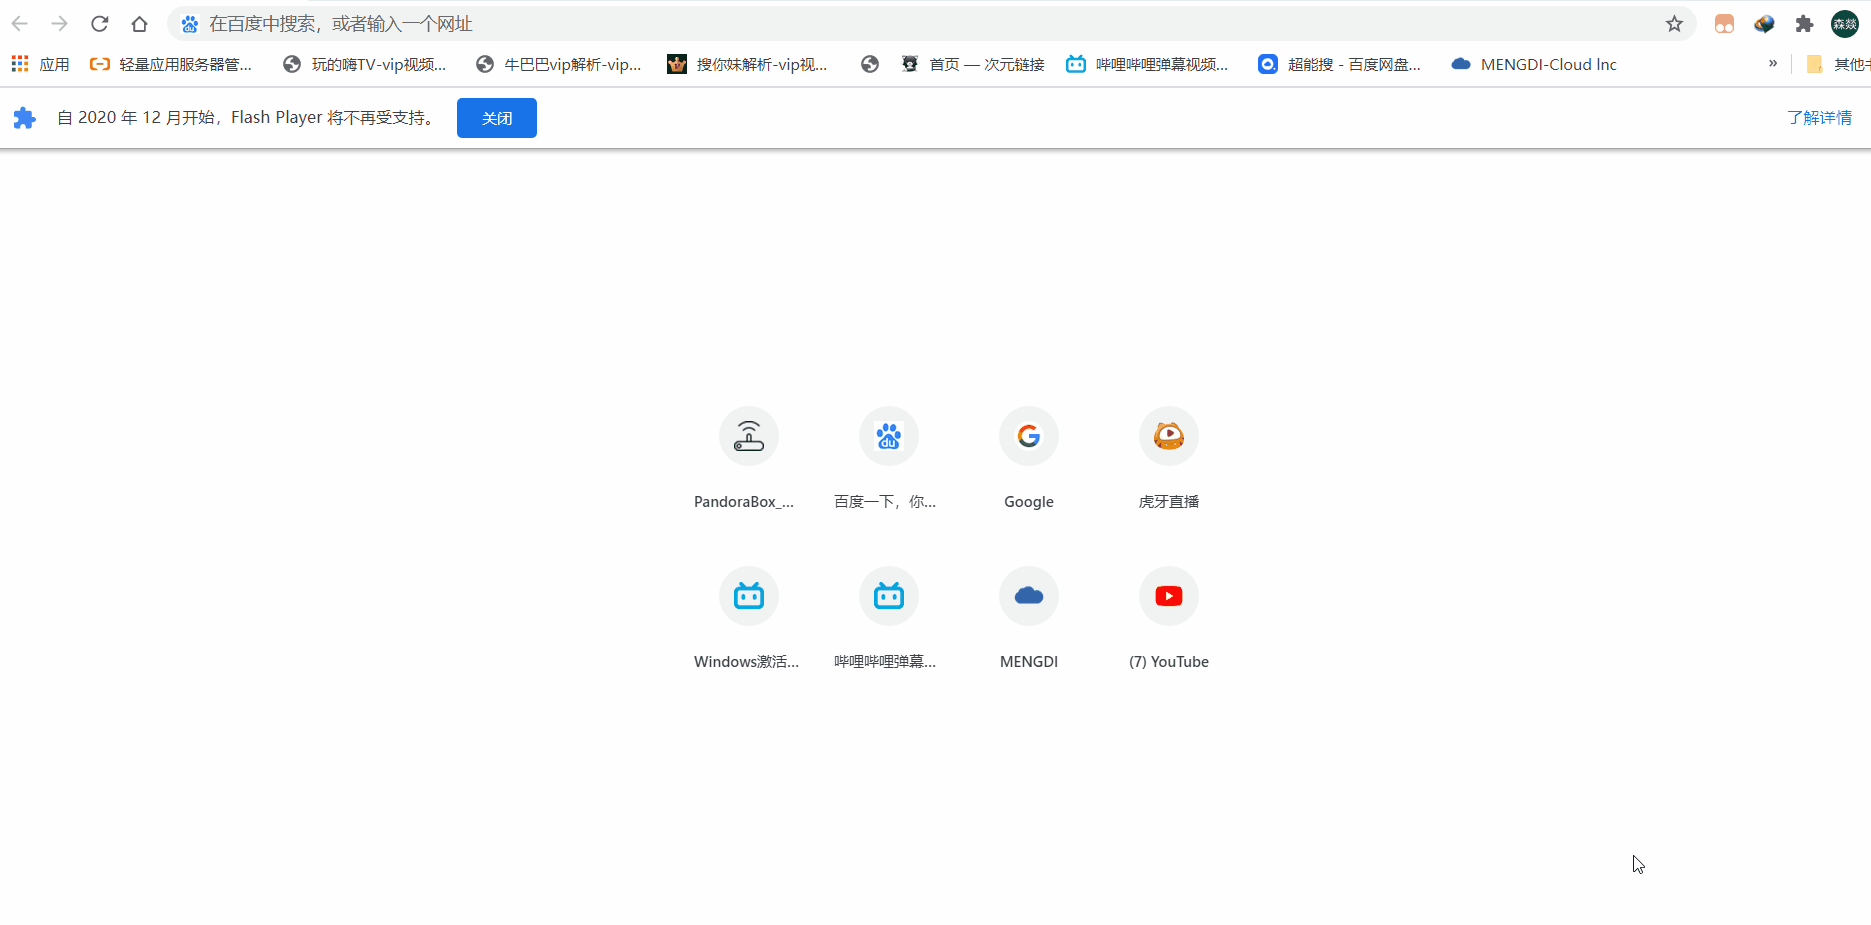 在百度中搜索，或者输入一个网址
森燚
应用 轻量应用服务器管... 玩的嗨TV-vip视频... 牛巴巴vip解析-vip... 搜你妹解析-vip视... 首页 — 次元链接 哔哩哔哩弹幕视频... 超能搜 - 百度网盘... MENGDI-Cloud Inc » 其他
自 2020 年 12 月开始，Flash Player 将不再受支持。 关闭 了解详情
PandoraBox_... 百度一下，你... Google 虎牙直播
Windows激活... 哔哩哔哩弹幕... MENGDI (7) YouTube